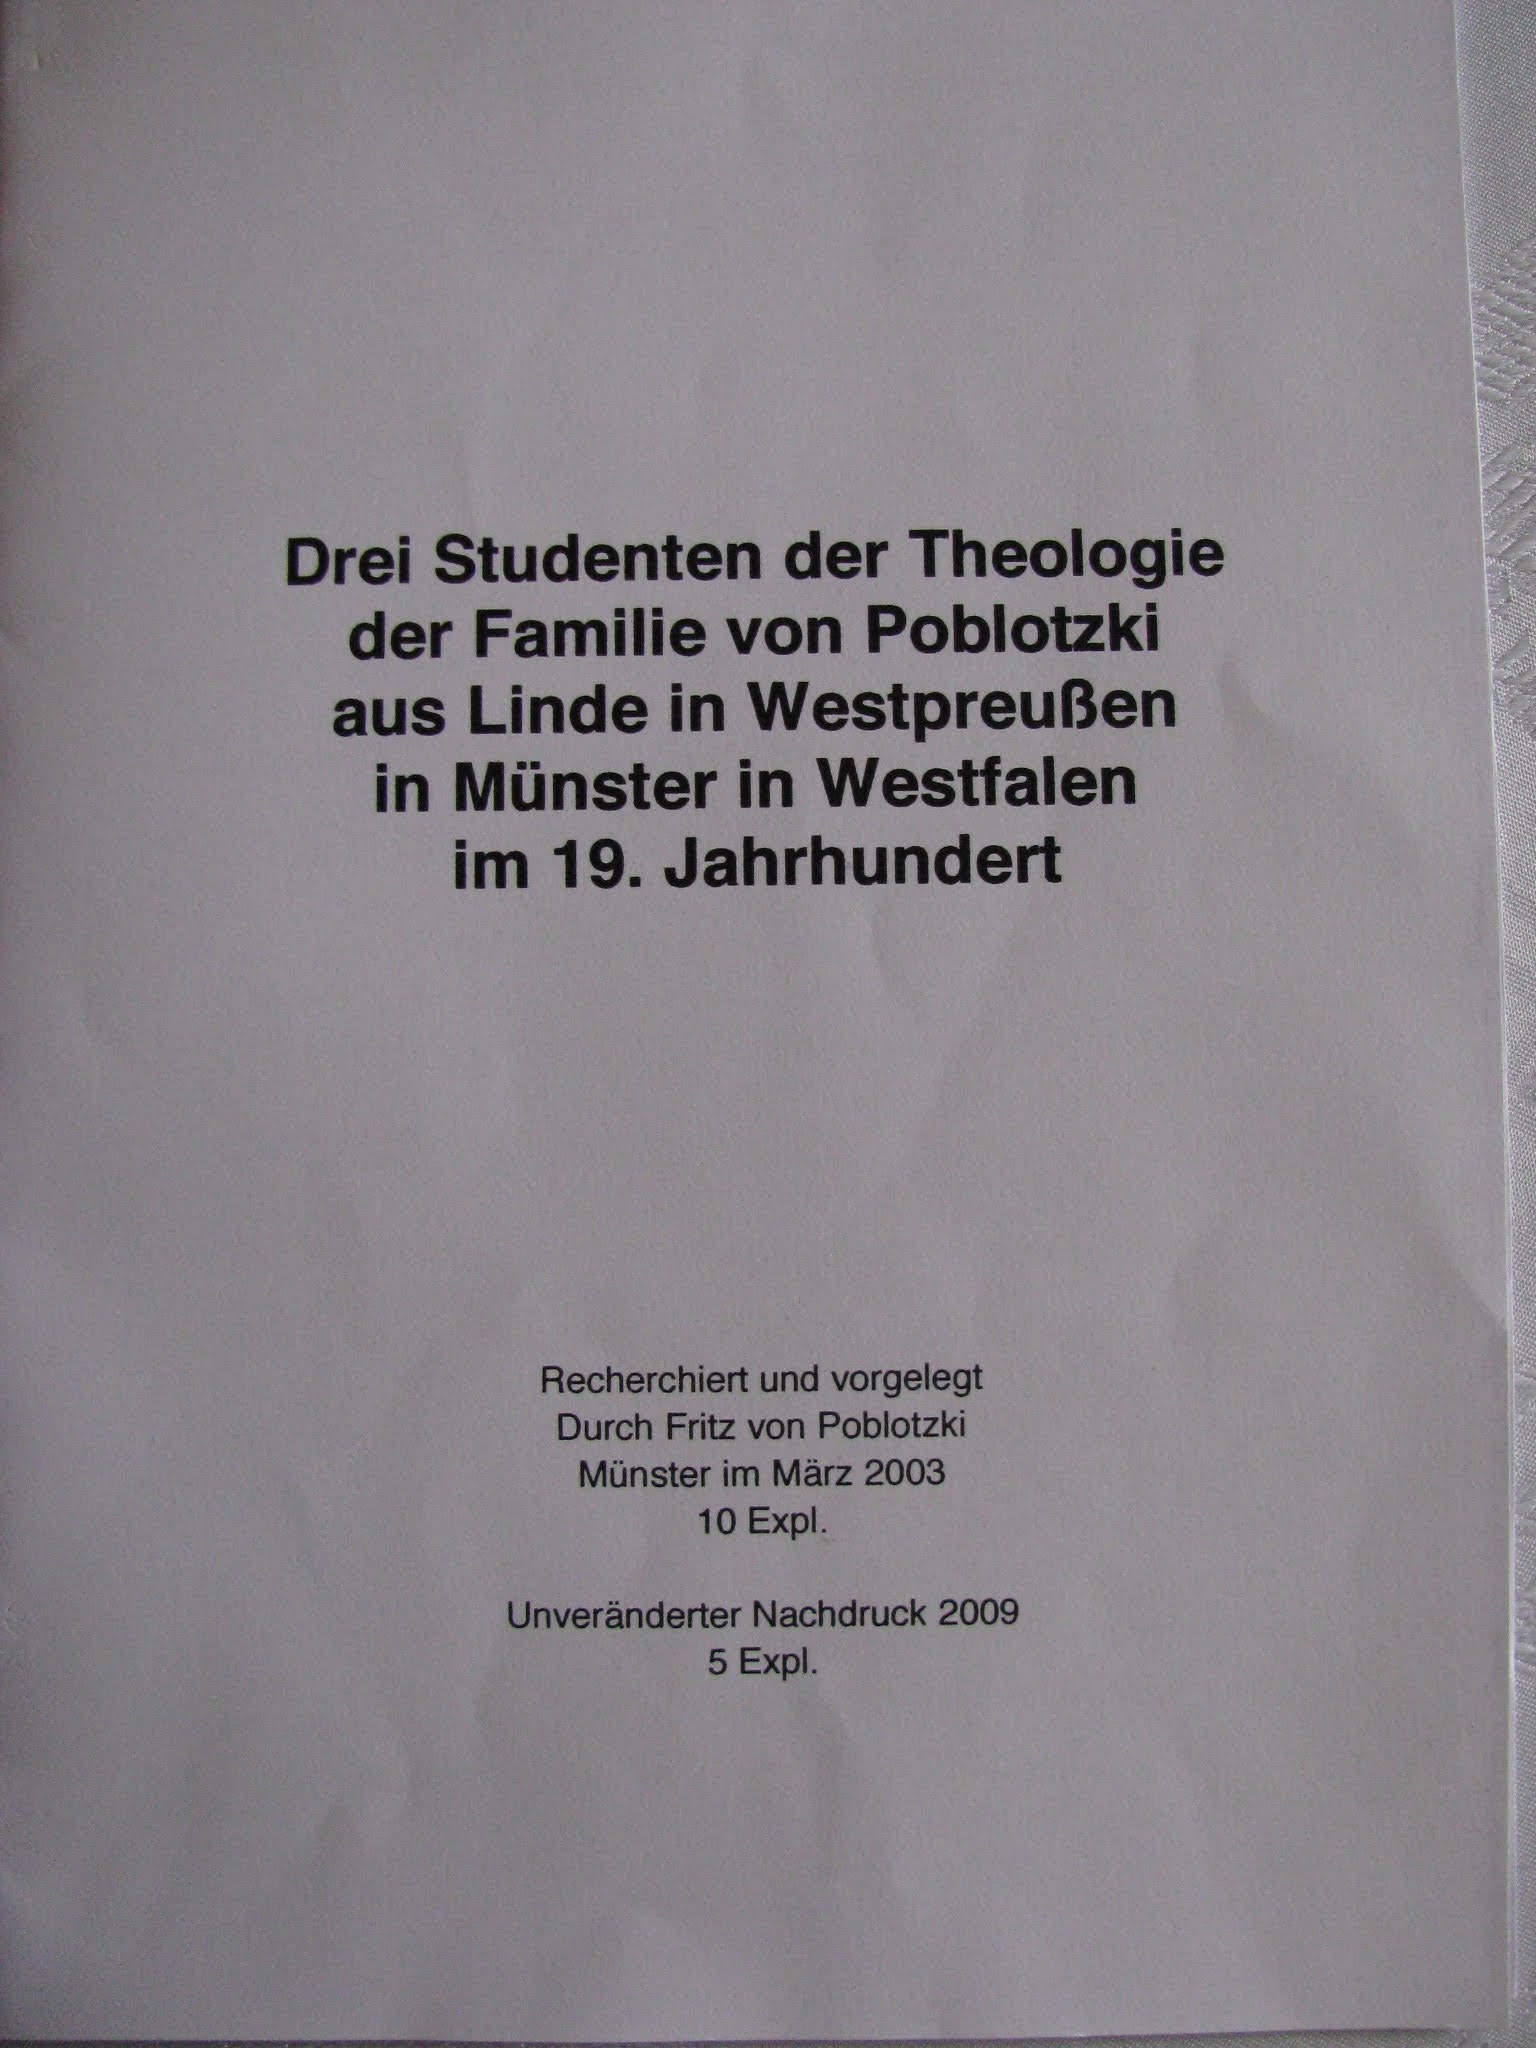 Drei Studenten der Theologie
der Familie von Poblotzki
aus Linde in Westpreußen
in Münster in Westfalen
im 19. Jahrhundert
Recherchiert und vorgelegt
Durch Fritz von Poblotzki
Münster im März 2003
10 Expl.
Unveränderter Nachdruck 2009
5 Expl.